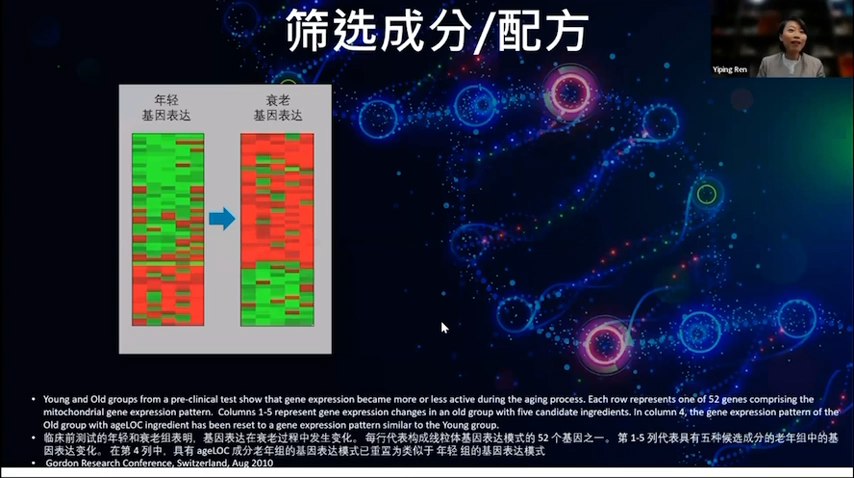 筛选成分/配方
Yiping Ren
年轻
基因表达
衰老
基因表达
• Young and Old groups from a pre-clinical test show that gene expression became more or less active during the aging process. Each row represents one of 52 genes comprising the
mitochondrial gene expression pattern. Columns 1-5 represent gene expression changes in an old group with five candidate ingredients. In column 4, the gene expression pattern of the
Old group with ageLOC ingredient has been reset to a gene expression pattern similar to the Young group.
• 临床前测试的年轻和衰老组表明，基因表达在衰老过程中发生变化。 每行代表构成线粒体基因表达模式的 52 个基因之一。 第 1-5 列代表具有五种候选成分的老年组中的基
因表达变化。 在第 4 列中，具有 ageLOC 成分老年组的基因表达模式已重置为类似于 年轻 组的基因表达模式
• Gordon Research Conference, Switzerland, Aug 2010